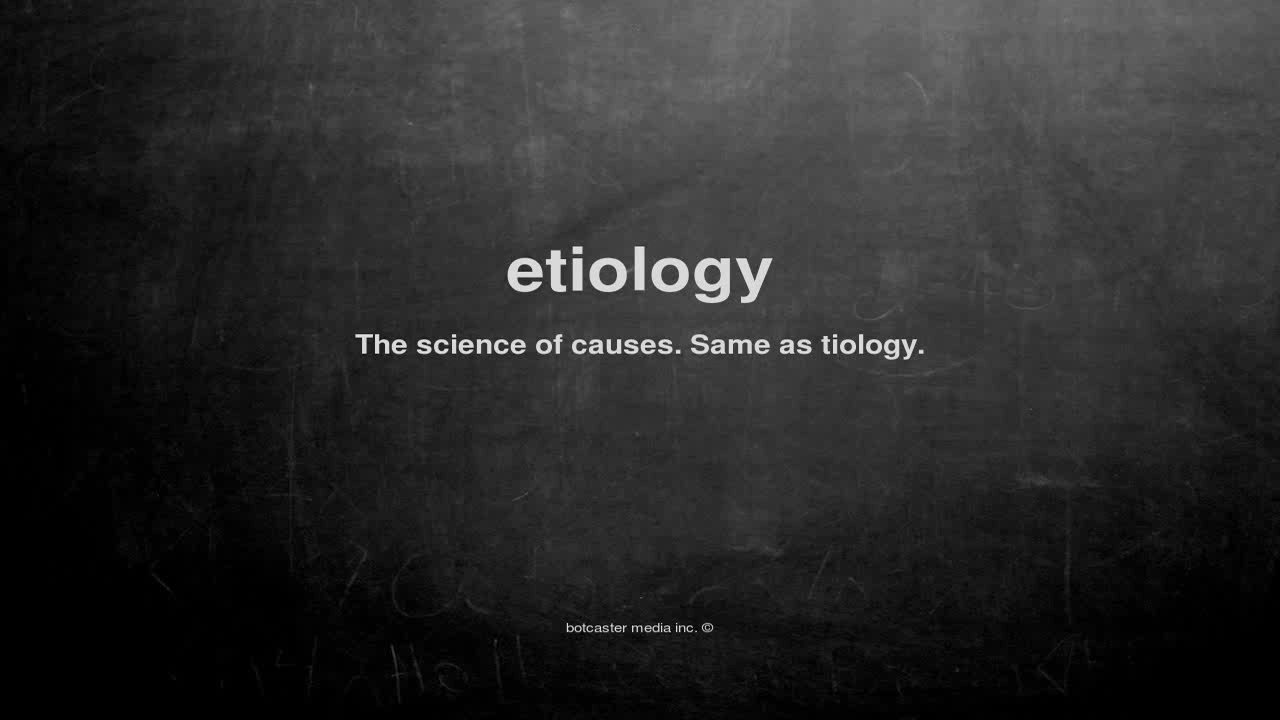 etiology
The science of causes. Same as tiology.
botcaster media inc. ©